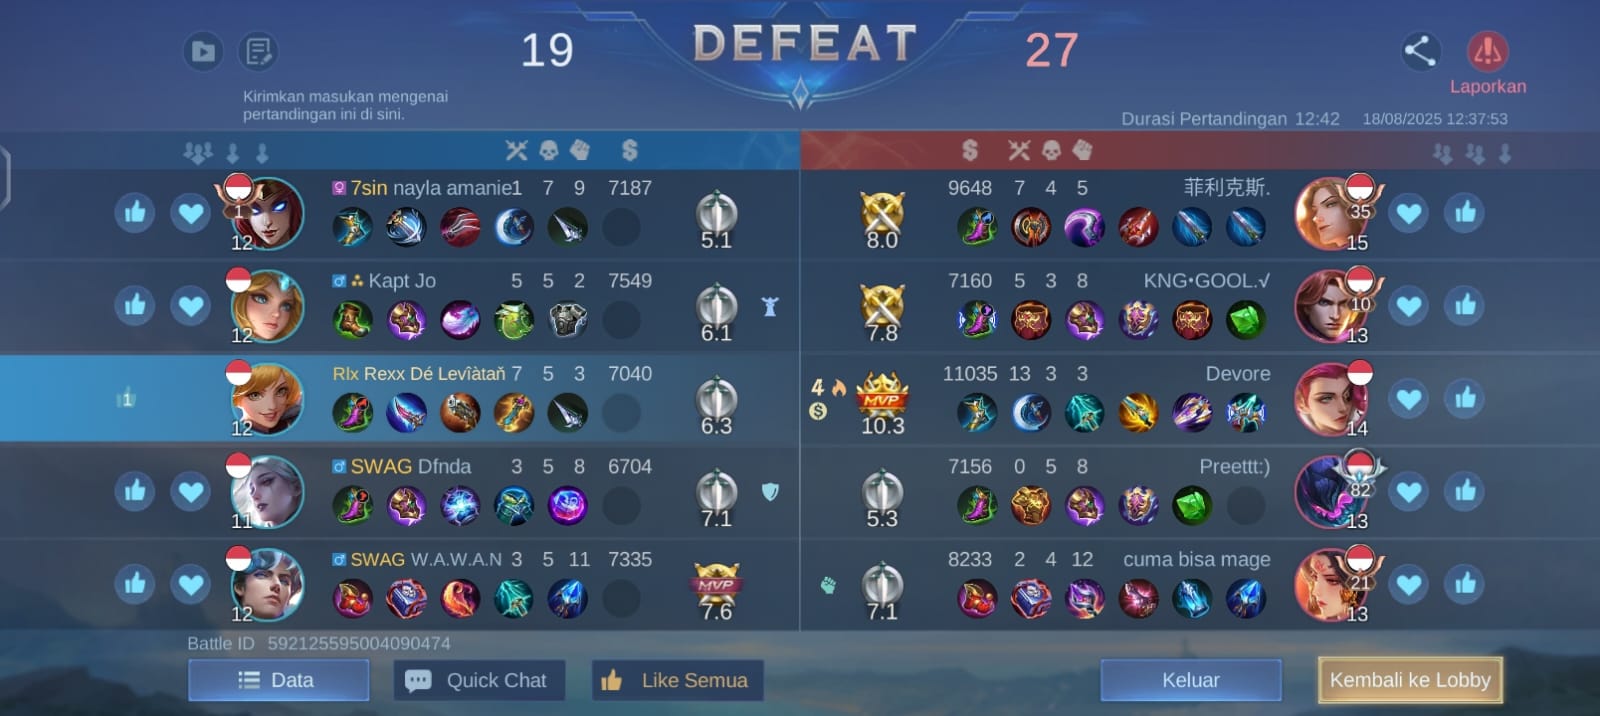 19 DEFEAT 27
Laporkan
Kirimkan masukan mengenai
pertandingan ini di sini.
Durasi Pertandingan 12:42 18/08/2025 12:37:53
1 12 7sin nayla amanie 1 7 9 7187 5.1
8.0 9648 7 4 5 菲利克斯. 35 15
12 Kapt Jo 5 5 2 7549 6.1
7.8 7160 5 3 8 KNG•GOOL.√ 10 13
1 12 RIx Rexx Dé Levîàtaň 7 5 3 7040 6.3
4 MVP 10.3 11035 13 3 3 Devore 14
11 SWAG Dfnda 3 5 8 6704 7.1
5.3 7156 0 5 8 Preettt:) 82 13
12 SWAG W.A.W.A.N 3 5 11 7335 MVP 7.6
7.1 8233 2 4 12 cuma bisa mage 21 13
Battle ID 592125595004090474
Data Quick Chat Like Semua Keluar Kembali ke Lobby